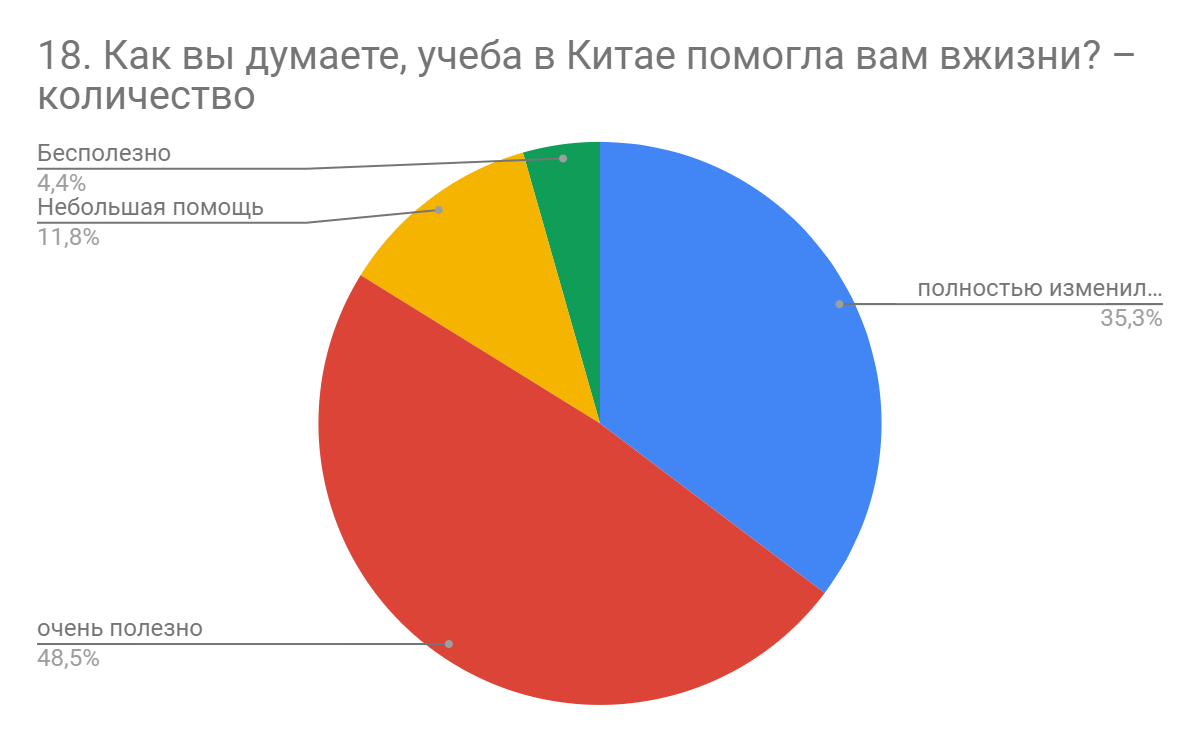 18. Как вы думаете, учеба в Китае помогла вам вжизни? –
количество
Бесполезно
4,4%
Небольшая помощь
11,8%
полностью изменил…
35,3%
очень полезно
48,5%